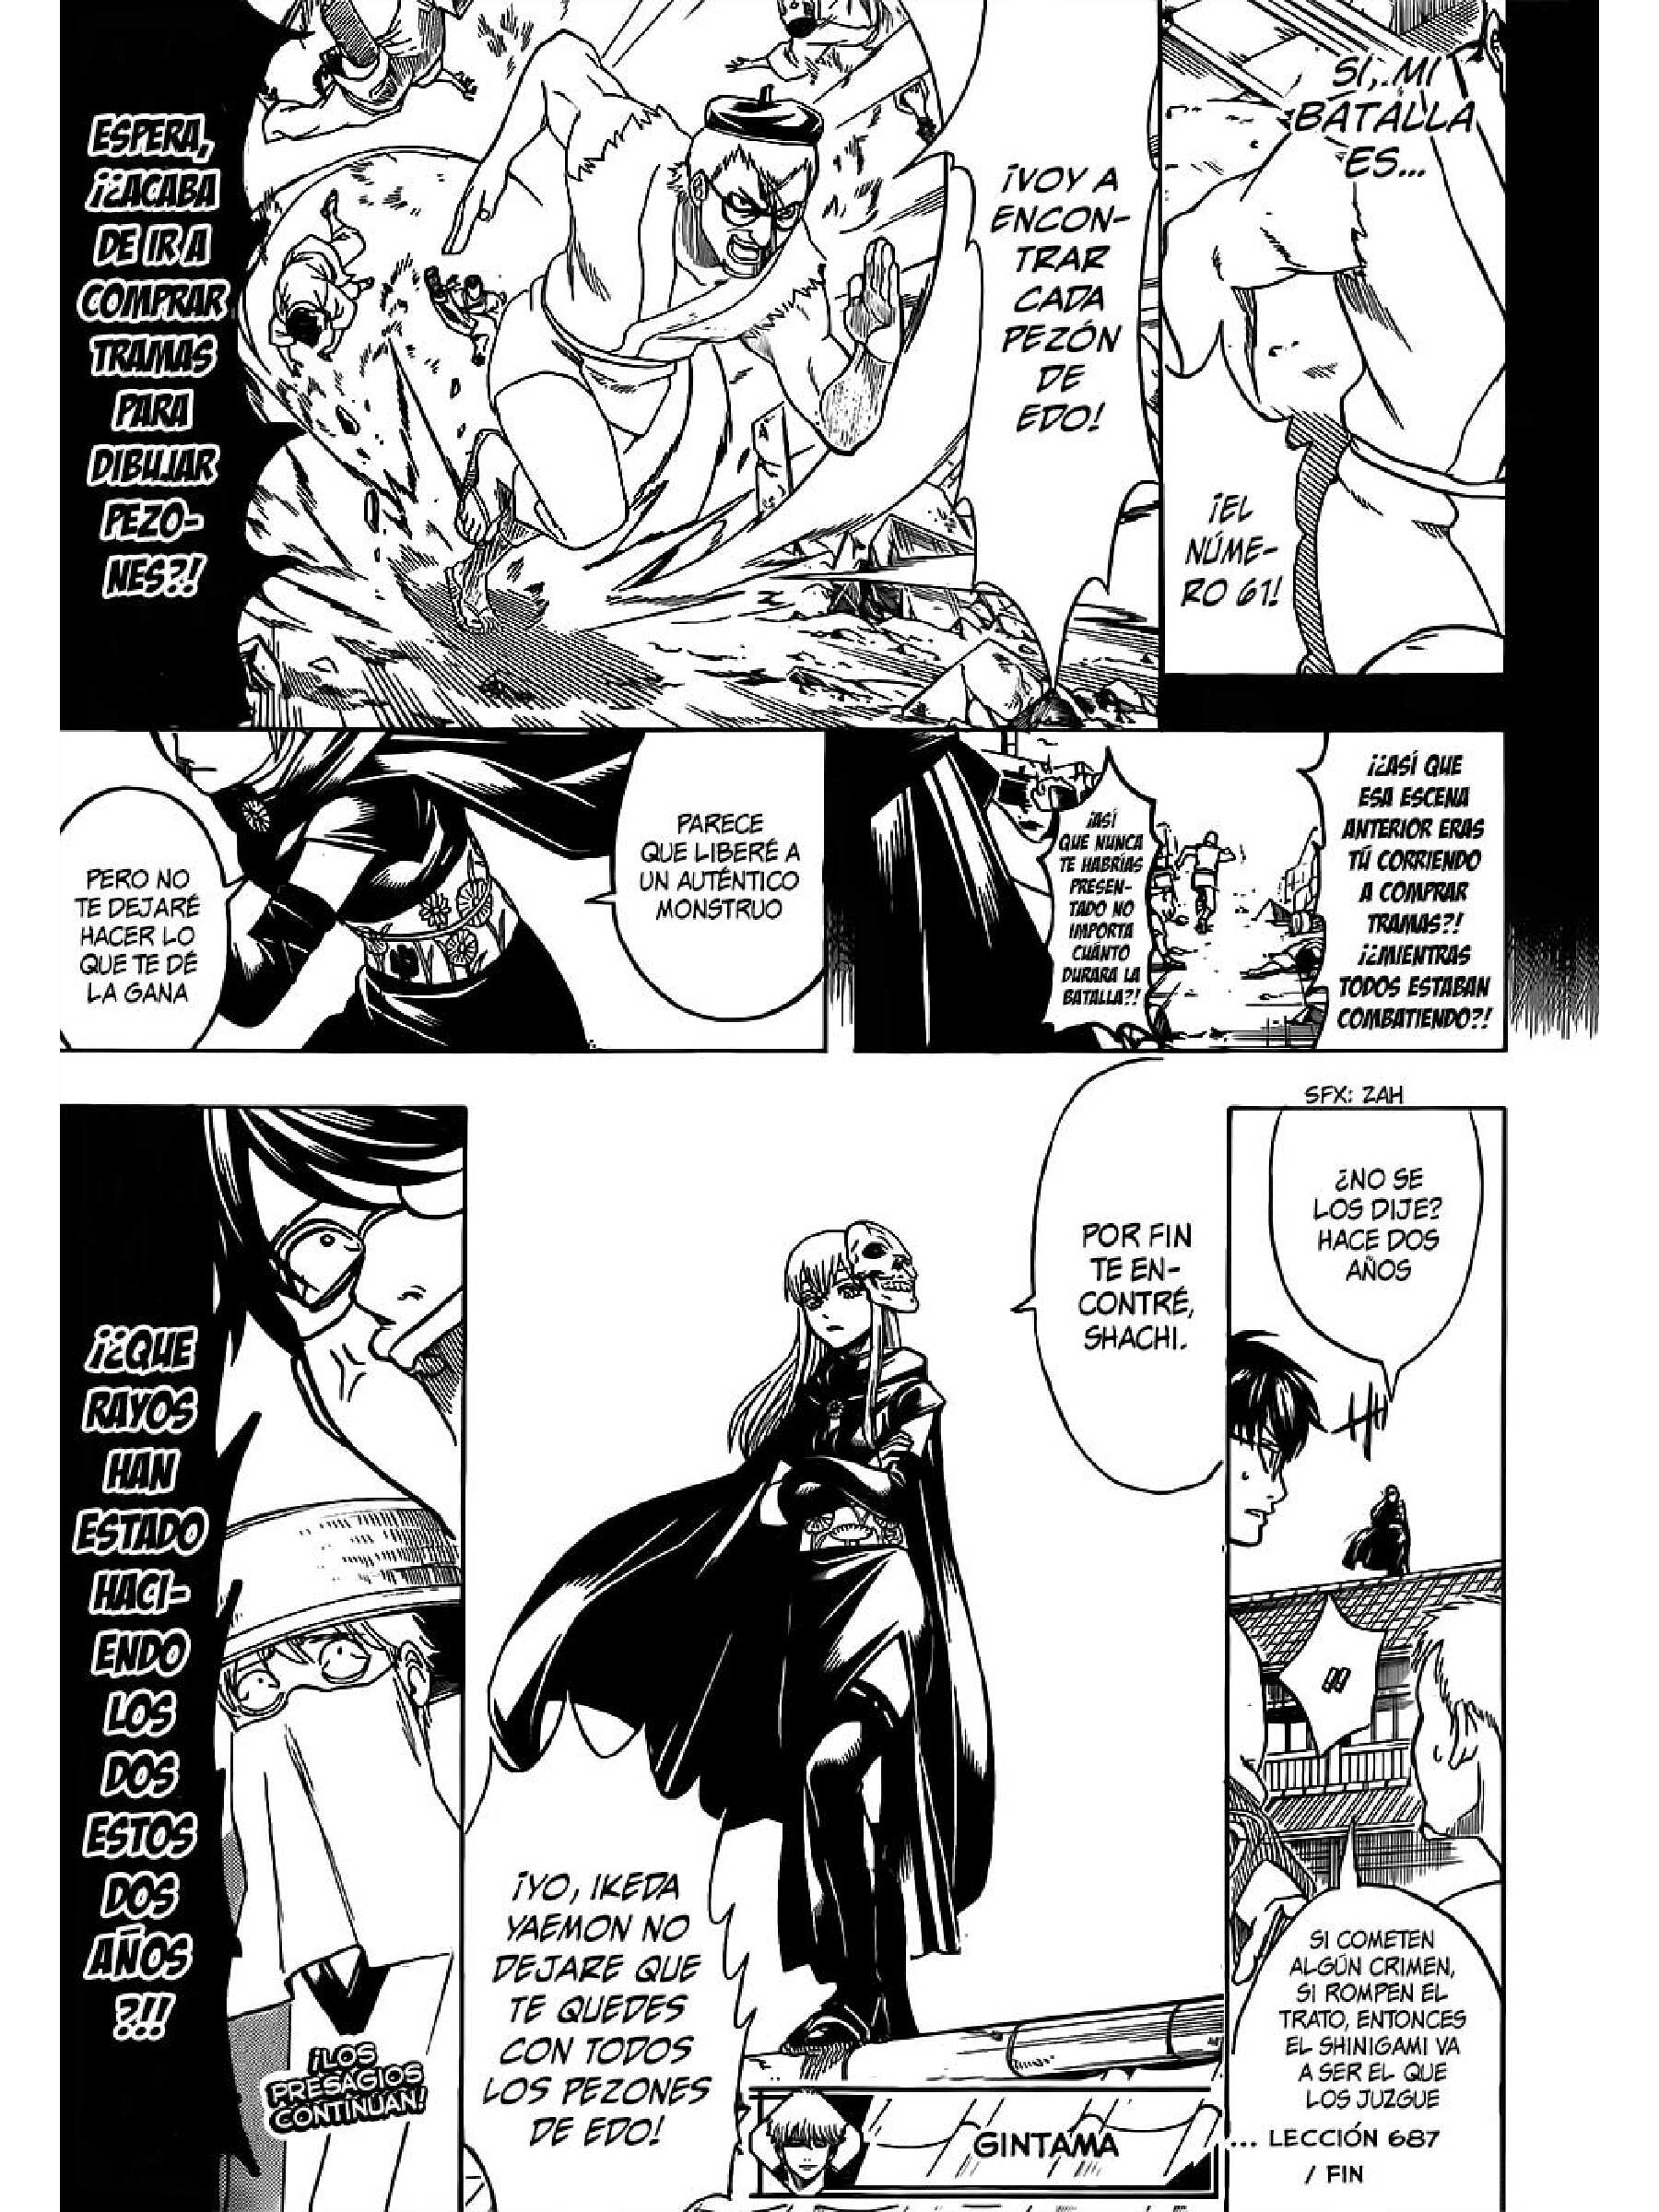 SÍ, MI
BATALLA
ES...
¡EL
NÚME-
RO 61!
¡VOY A
ENCON-
TRAR
CADA
PEZÓN
DE
EDO!
ESPERA,
¡¿ACABA
DE IR A
COMPRAR
TRAMAS
PARA
DIBUJAR
PEZO-
NES?!
¡¿ASÍ QUE
ESA ESCENA
ANTERIOR ERAS
TÚ CORRIENDO
A COMPRAR
TRAMAS?!
¡¿MIENTRAS
TODOS ESTABAN
COMBATIENDO?!
¡ASÍ
QUE NUNCA
TE HABRÍAS
PRESEN-
TADO NO
IMPORTA
CUÁNTO
DURARA LA
BATALLA?!
PARECE
QUE LIBERÉ A
UN AUTÉNTICO
MONSTRUO
PERO NO
TE DEJARÉ
HACER LO
QUE TE DÉ
LA GANA
SFX: ZAH
¿NO SE
LOS DIJE?
HACE DOS
AÑOS
!!
SI COMETEN
ALGÚN CRIMEN,
SI ROMPEN EL
TRATO, ENTONCES
EL SHINIGAMI VA
A SER EL QUE
LOS JUZGUE
POR FIN
TE EN-
CONTRÉ,
SHACHI.
¡YO, IKEDA
YAEMON NO
DEJARE QUE
TE QUEDES
CON TODOS
LOS PEZONES
DE EDO!
¡¿QUE
RAYOS
HAN
ESTADO
HACI-
ENDO
LOS
DOS
ESTOS
DOS
AÑOS
?!!
¡LOS
PRESAGIOS
CONTINUAN!
GINTAMA
... LECCIÓN 687
/ FIN